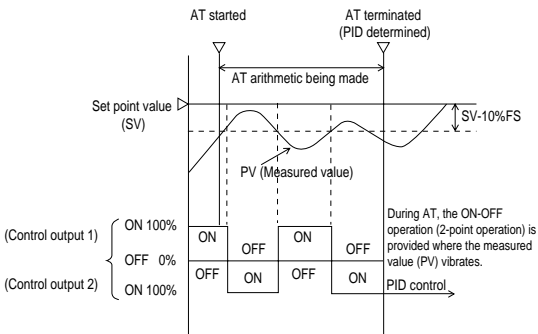 AT started
AT terminated
(PID determined)
AT arithmetic being made
Set point value
(SV)
SV-10%FS
PV (Measured value)
During AT, the ON-OFF
operation (2-point operation) is
provided where the measured
value (PV) vibrates.
(Control output 1)
ON 100%
ON
OFF
ON
OFF
OFF 0%
OFF
ON
OFF
ON
(Control output 2)
ON 100%
PID control